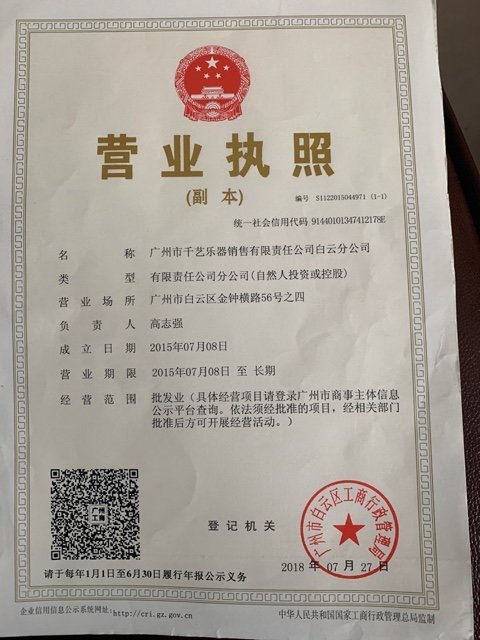 营业执照
(副 本)
编号 S1122015044971 (1-1)
统一社会信用代码 91440101347412178E
名 称 广州市千艺乐器销售有限责任公司白云分公司
类 型 有限责任公司分公司(自然人投资或控股)
营业场所 广州市白云区金钟横路56号之四
负 责 人 高志强
成立日期 2015年07月08日
营业期限 2015年07月08日 至 长期
经营范围 批发业（具体经营项目请登录广州市商事主体信息
公示平台查询。依法须经批准的项目，经相关部门
批准后方可开展经营活动。）
广州
工商
登记机关
广州市白云区工商行政管理局
2018 年 07 月 27 日
请于每年1月1日至6月30日履行年报公示义务
企业信用信息公示系统网址:http://cri.gz.gov.cn
中华人民共和国国家工商行政管理总局监制